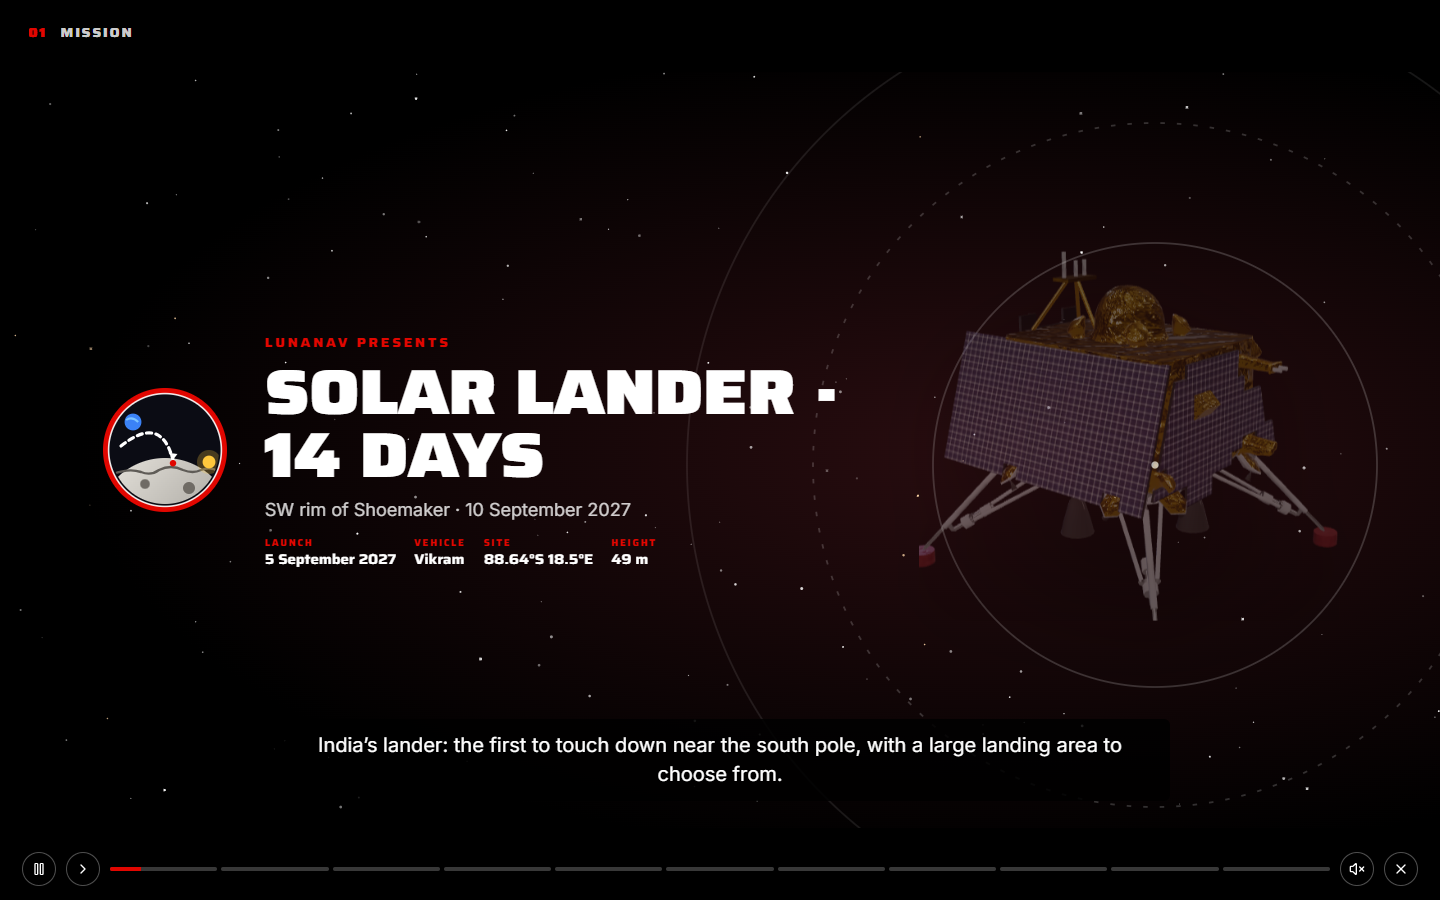 01 MISSION
LUNANAV PRESENTS
SOLAR LANDER -
14 DAYS
SW rim of Shoemaker · 10 September 2027
LAUNCH VEHICLE SITE HEIGHT
5 September 2027 Vikram 88.64°S 18.5°E 49 m
India’s lander: the first to touch down near the south pole, with a large landing area to
choose from.